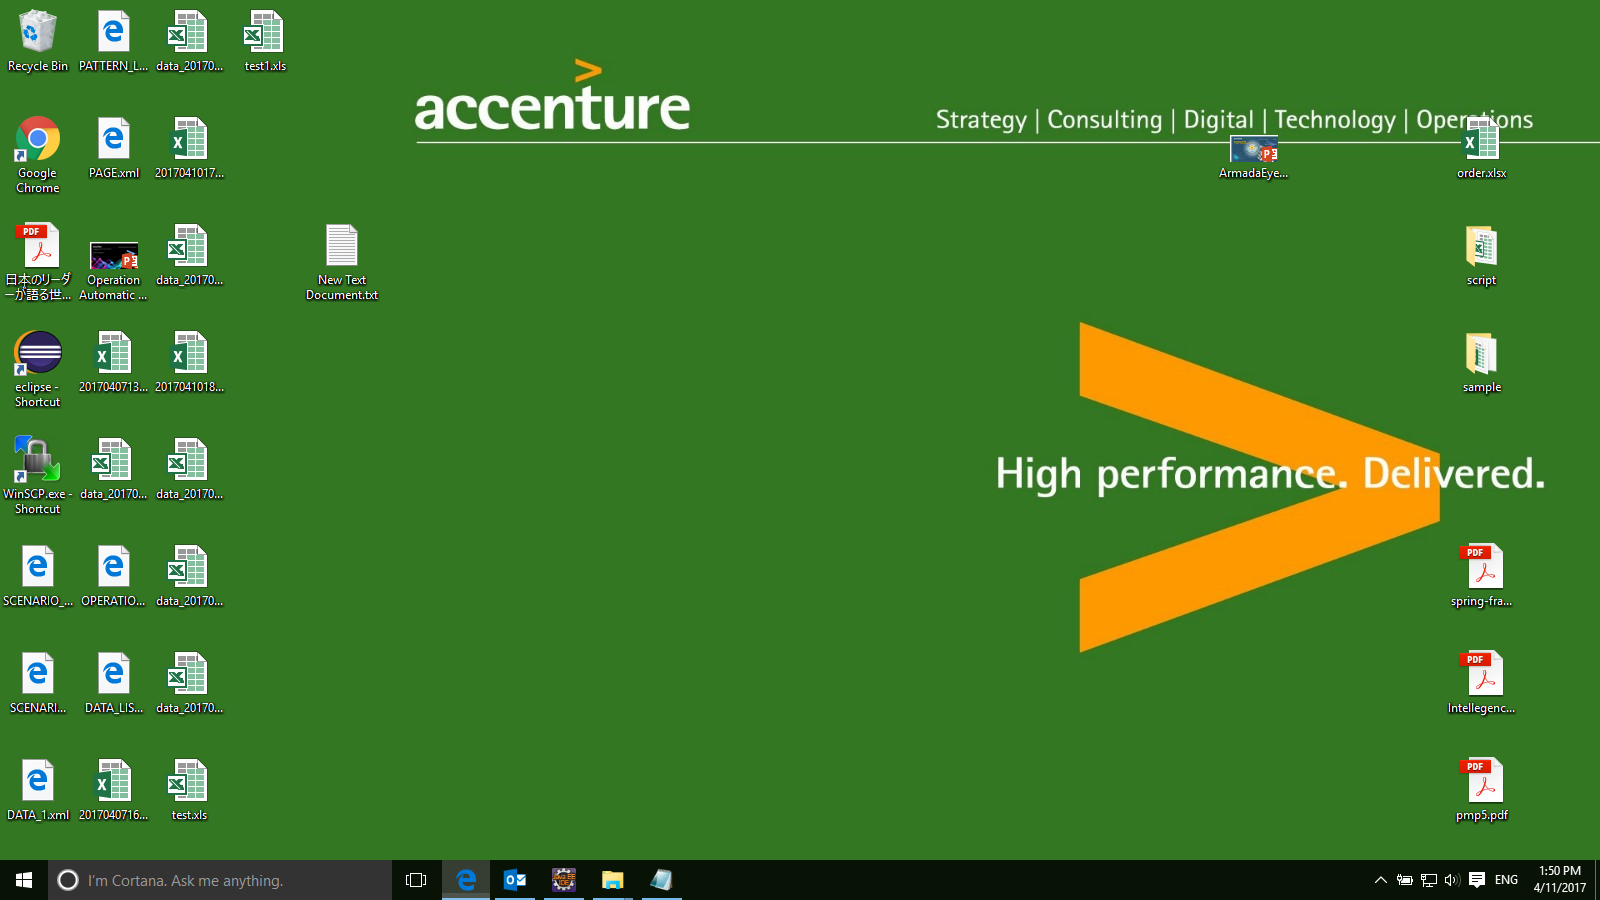 Recycle Bin
PATTERN_L...
data_20170...
test1.xls
accenture
Strategy | Consulting | Digital | Technology | Operations
Google
Chrome
PAGE.xml
2017041017...
ArmadaEye...
order.xlsx
PDF
日本のリーダ
ーが語る世...
Operation
Automatic ...
data_20170...
New Text
Document.txt
script
eclipse -
Shortcut
2017040713...
2017041018...
sample
High performance. Delivered.
WinSCP.exe -
Shortcut
data_20170...
data_20170...
SCENARIO_...
OPERATIO...
data_20170...
PDF
spring-fra...
SCENARI...
DATA_LIS...
data_20170...
PDF
Intellegenc...
DATA_1.xml
2017040716...
test.xls
PDF
pmp5.pdf
I'm Cortana. Ask me anything.
ENG
1:50 PM
4/11/2017